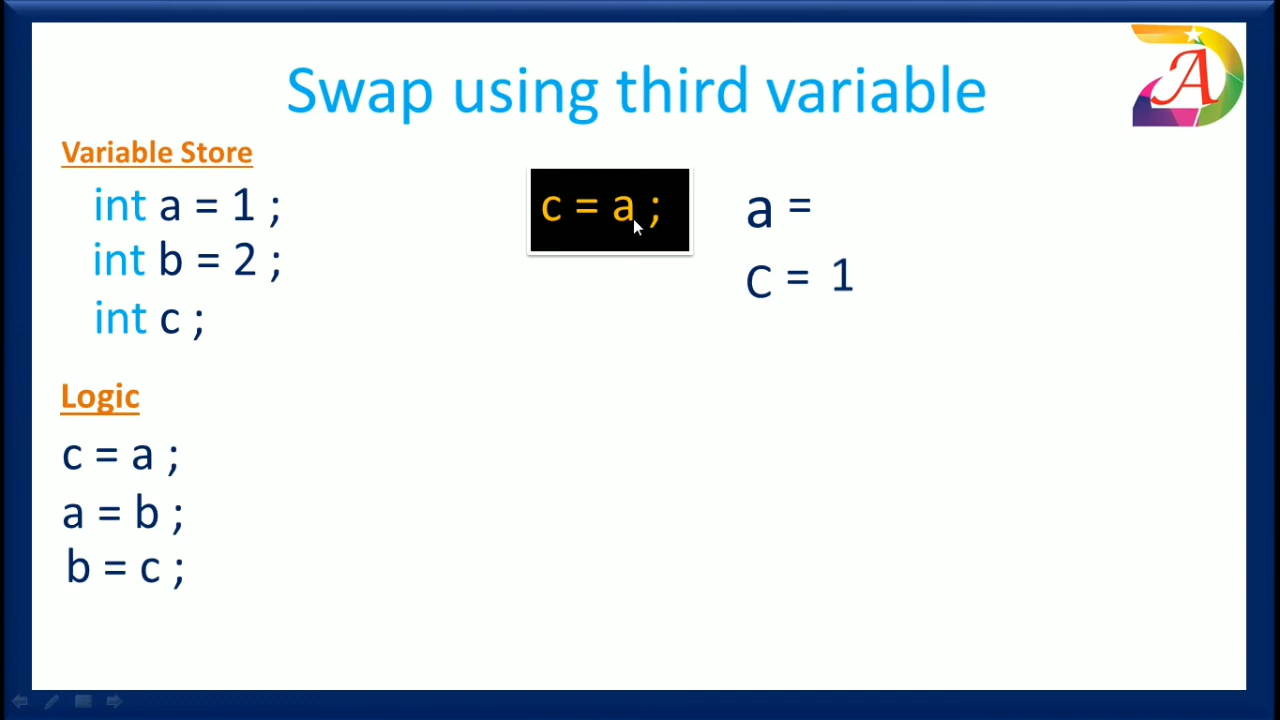 Swap using third variable
A
Variable Store
int a = 1 ;
int b = 2 ;
int c ;
Logic
c = a ;
a = b ;
b = c ;
c = a ;
a =
C = 1